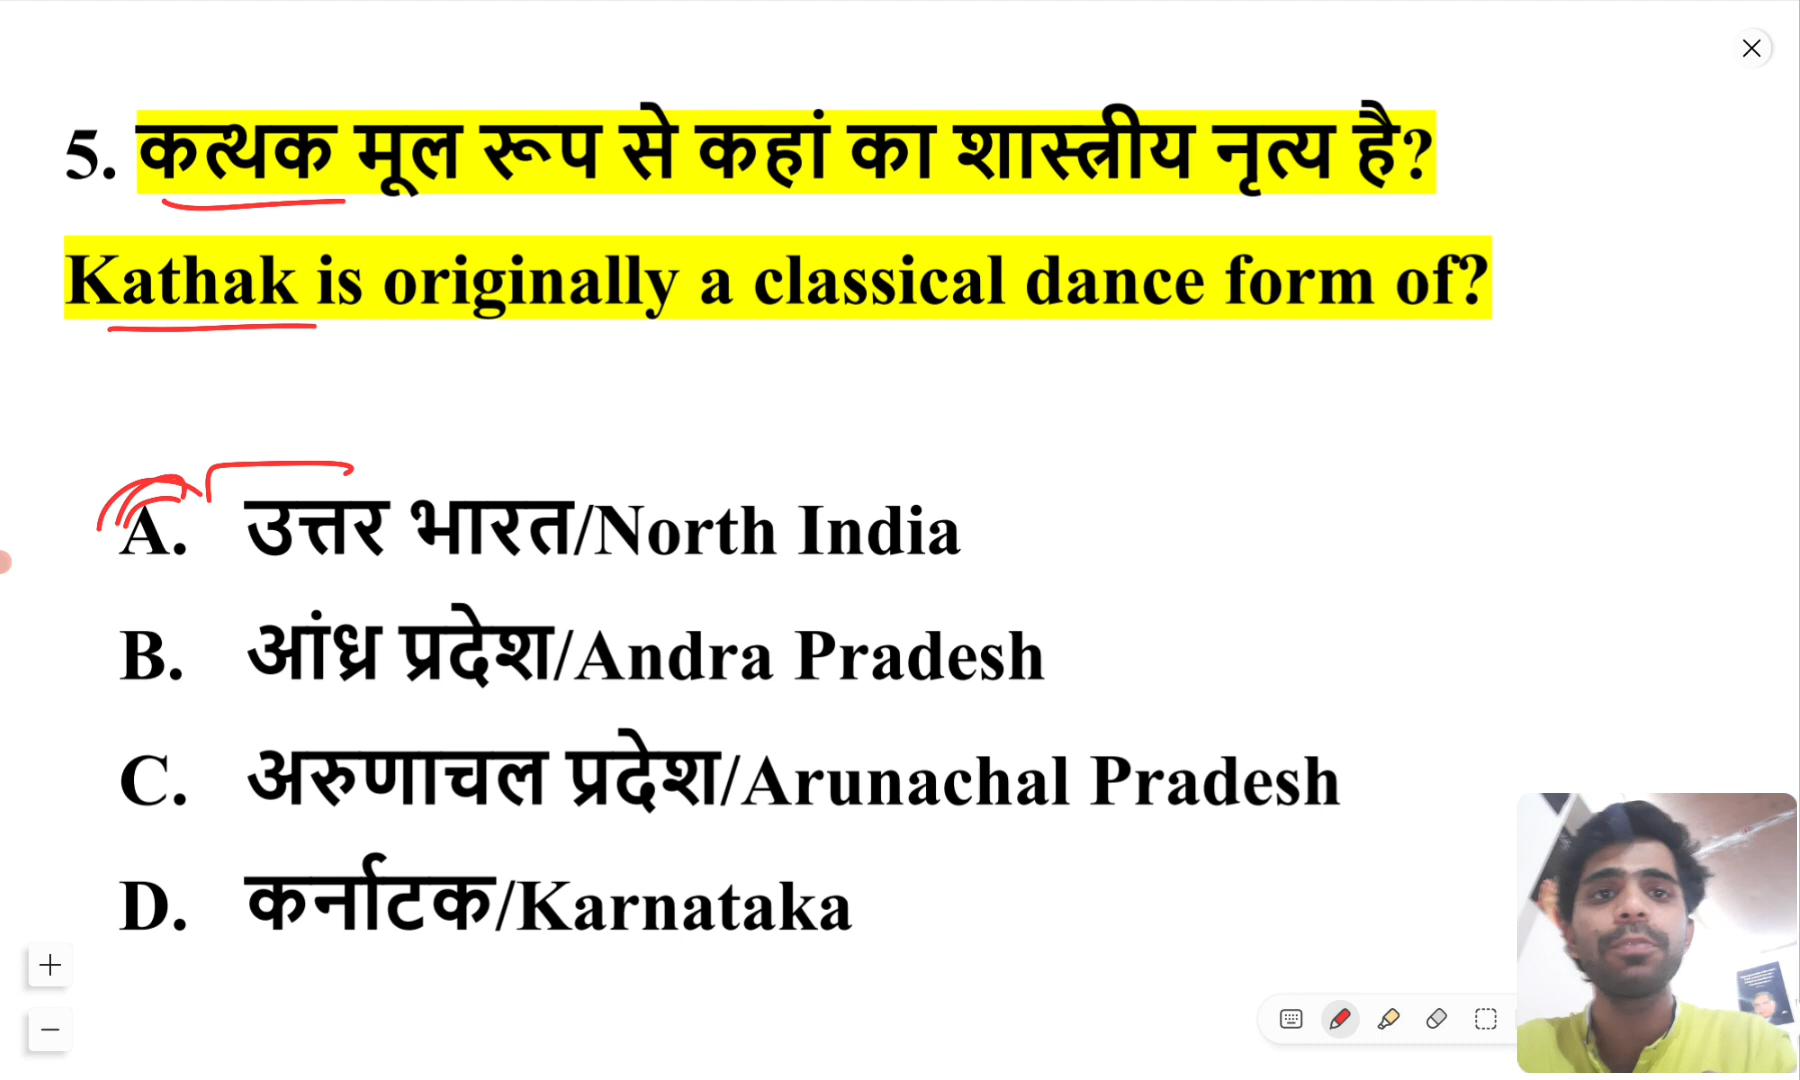 5. कत्थक मूल रूप से कहां का शास्त्रीय नृत्य है?
Kathak is originally a classical dance form of?
A. उत्तर भारत/North India
B. आंध्र प्रदेश/Andra Pradesh
C. अरुणाचल प्रदेश/Arunachal Pradesh
D. कर्नाटक/Karnataka